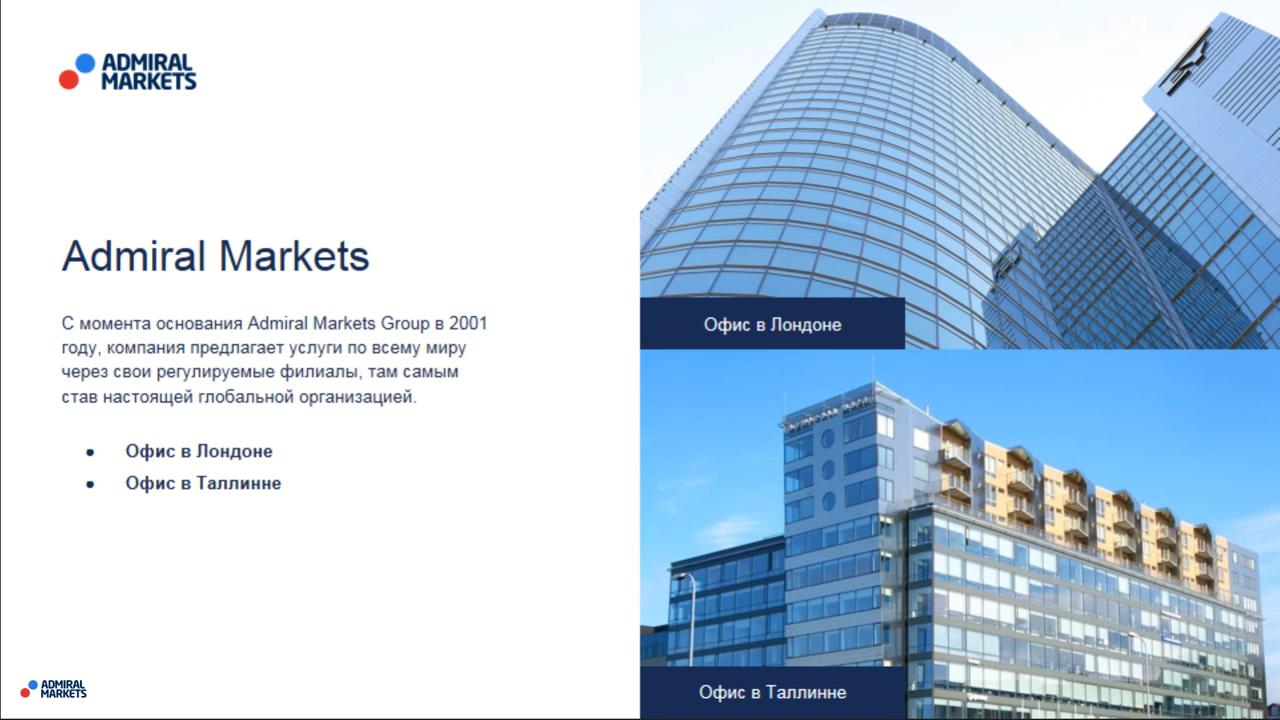 ADMIRAL
MARKETS
Admiral Markets
С момента основания Admiral Markets Group в 2001
году, компания предлагает услуги по всему миру
через свои регулируемые филиалы, там самым
став настоящей глобальной организацией.
● Офис в Лондоне
● Офис в Таллинне
Офис в Лондоне
Офис в Таллинне
ADMIRAL
MARKETS